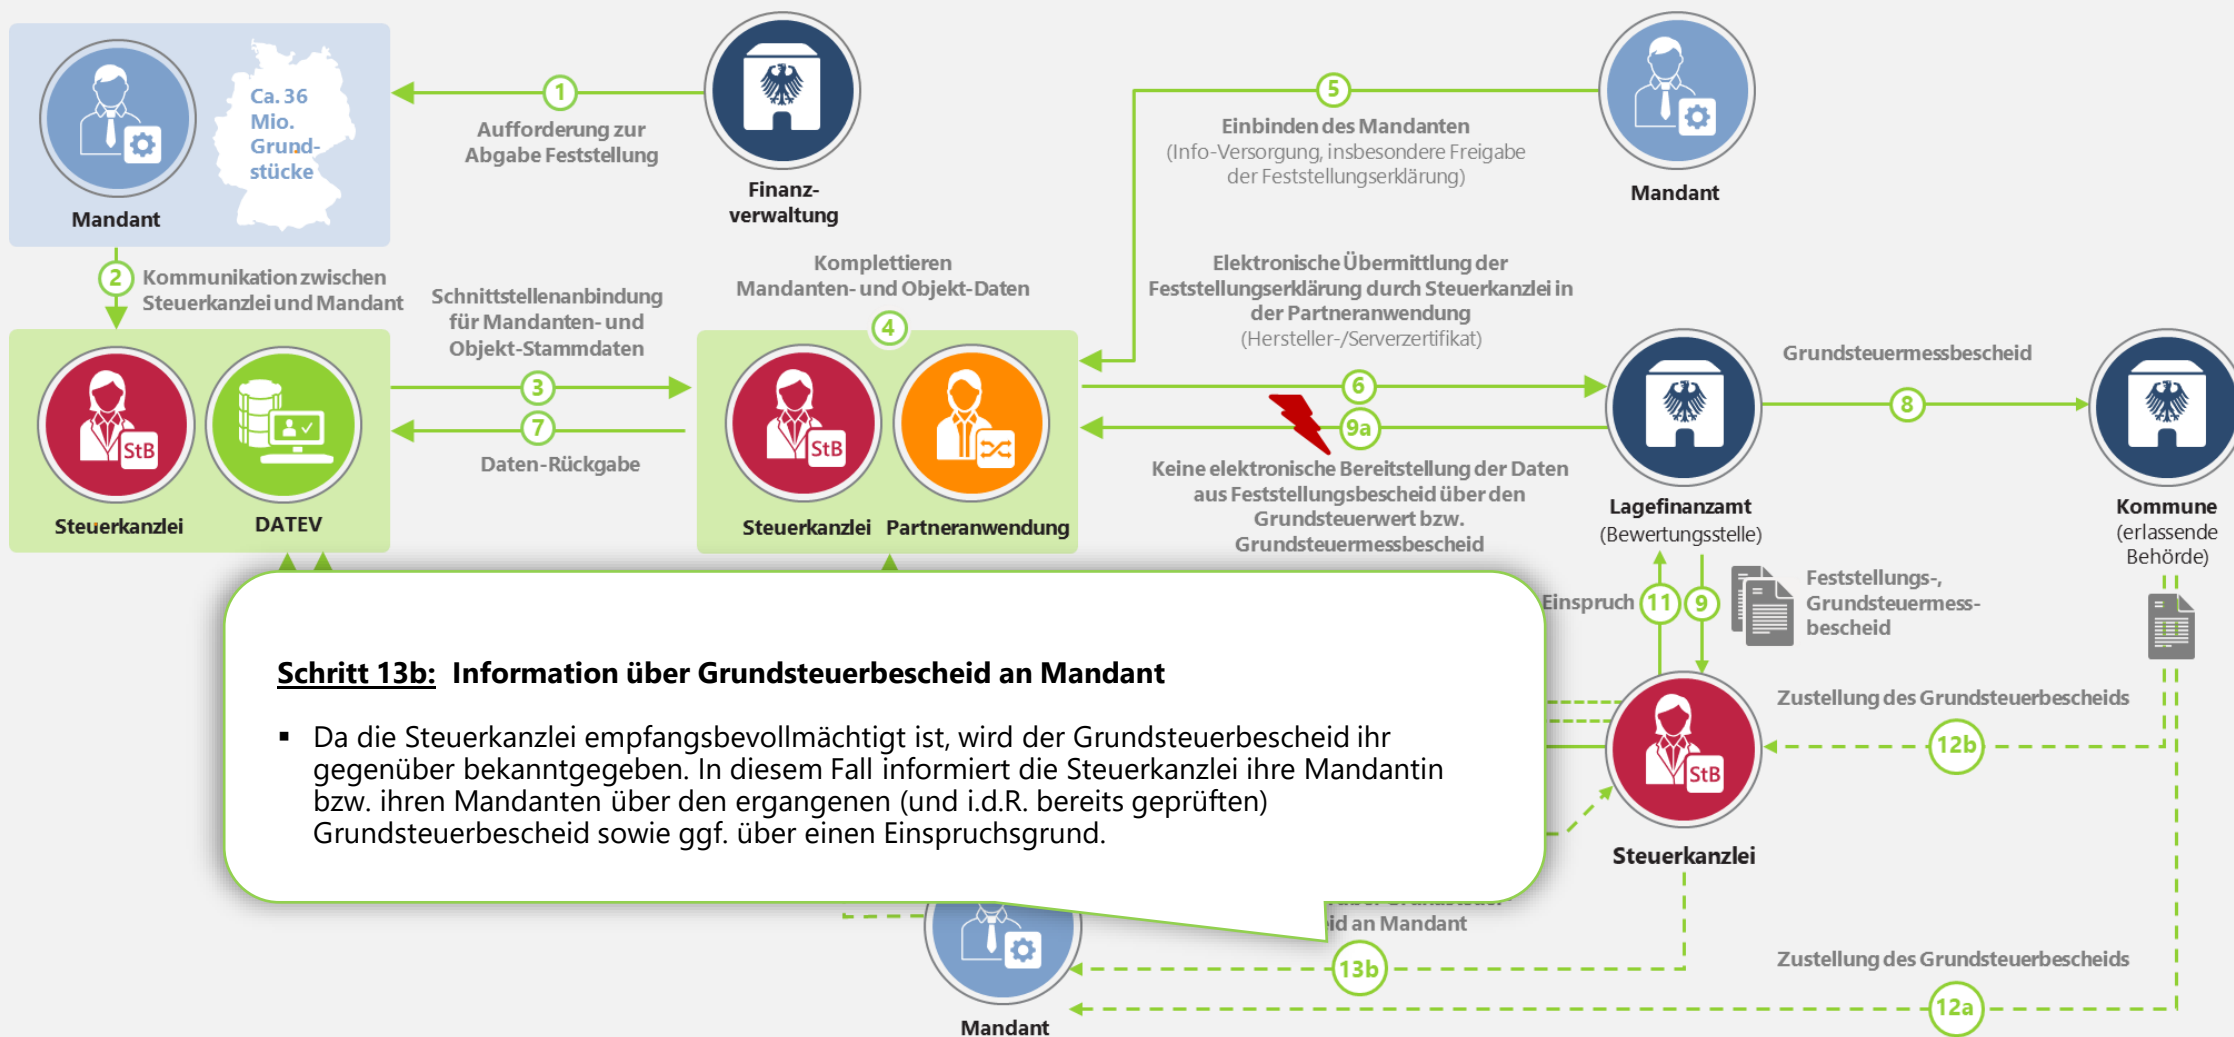 Ca. 36
Mio.
Grund-
stücke
Mandant
1
Aufforderung zur
Abgabe Feststellung
Finanz-
verwaltung
5
Einbinden des Mandanten
(Info-Versorgung, insbesondere Freigabe
der Feststellungserklärung)
Mandant
2
Kommunikation zwischen
Steuerkanzlei und Mandant
Schnittstellenanbindung
für Mandanten- und
Objekt-Stammdaten
3
7
Daten-Rückgabe
StB
Steuerkanzlei
DATEV
Komplettieren
Mandanten- und Objekt-Daten
4
StB
Steuerkanzlei
Partneranwendung
Elektronische Übermittlung der
Feststellungserklärung durch Steuerkanzlei in
der Partneranwendung
(Hersteller-/Serverzertifikat)
6
9a
Keine elektronische Bereitstellung der Daten
aus Feststellungsbescheid über den
Grundsteuerwert bzw.
Grundsteuermessbescheid
Lagefinanzamt
(Bewertungsstelle)
Grundsteuermessbescheid
8
Kommune
(erlassende
Behörde)
Einspruch
11
9
Feststellungs-,
Grundsteuermess-
bescheid
Schritt 13b: Information über Grundsteuerbescheid an Mandant
▪ Da die Steuerkanzlei empfangsbevollmächtigt ist, wird der Grundsteuerbescheid ihr
gegenüber bekanntgegeben. In diesem Fall informiert die Steuerkanzlei ihre Mandantin
bzw. ihren Mandanten über den ergangenen (und i.d.R. bereits geprüften)
Grundsteuerbescheid sowie ggf. über einen Einspruchsgrund.
StB
Steuerkanzlei
Zustellung des Grundsteuerbescheids
12b
an Mandant
13b
Zustellung des Grundsteuerbescheids
12a
Mandant